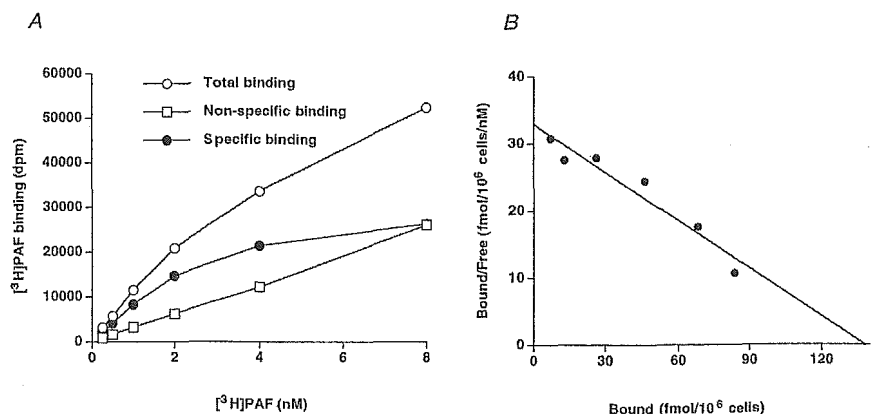 A
B
60000
50000
40000
30000
20000
10000
0
[³H]PAF binding (dpm)
Total binding
Non-specific binding
Specific binding
0
2
4
6
8
[³H]PAF (nM)
40
30
20
10
0
Bound/Free (fmol/10⁶ cells/nM)
0
30
60
90
120
Bound (fmol/10⁶ cells)